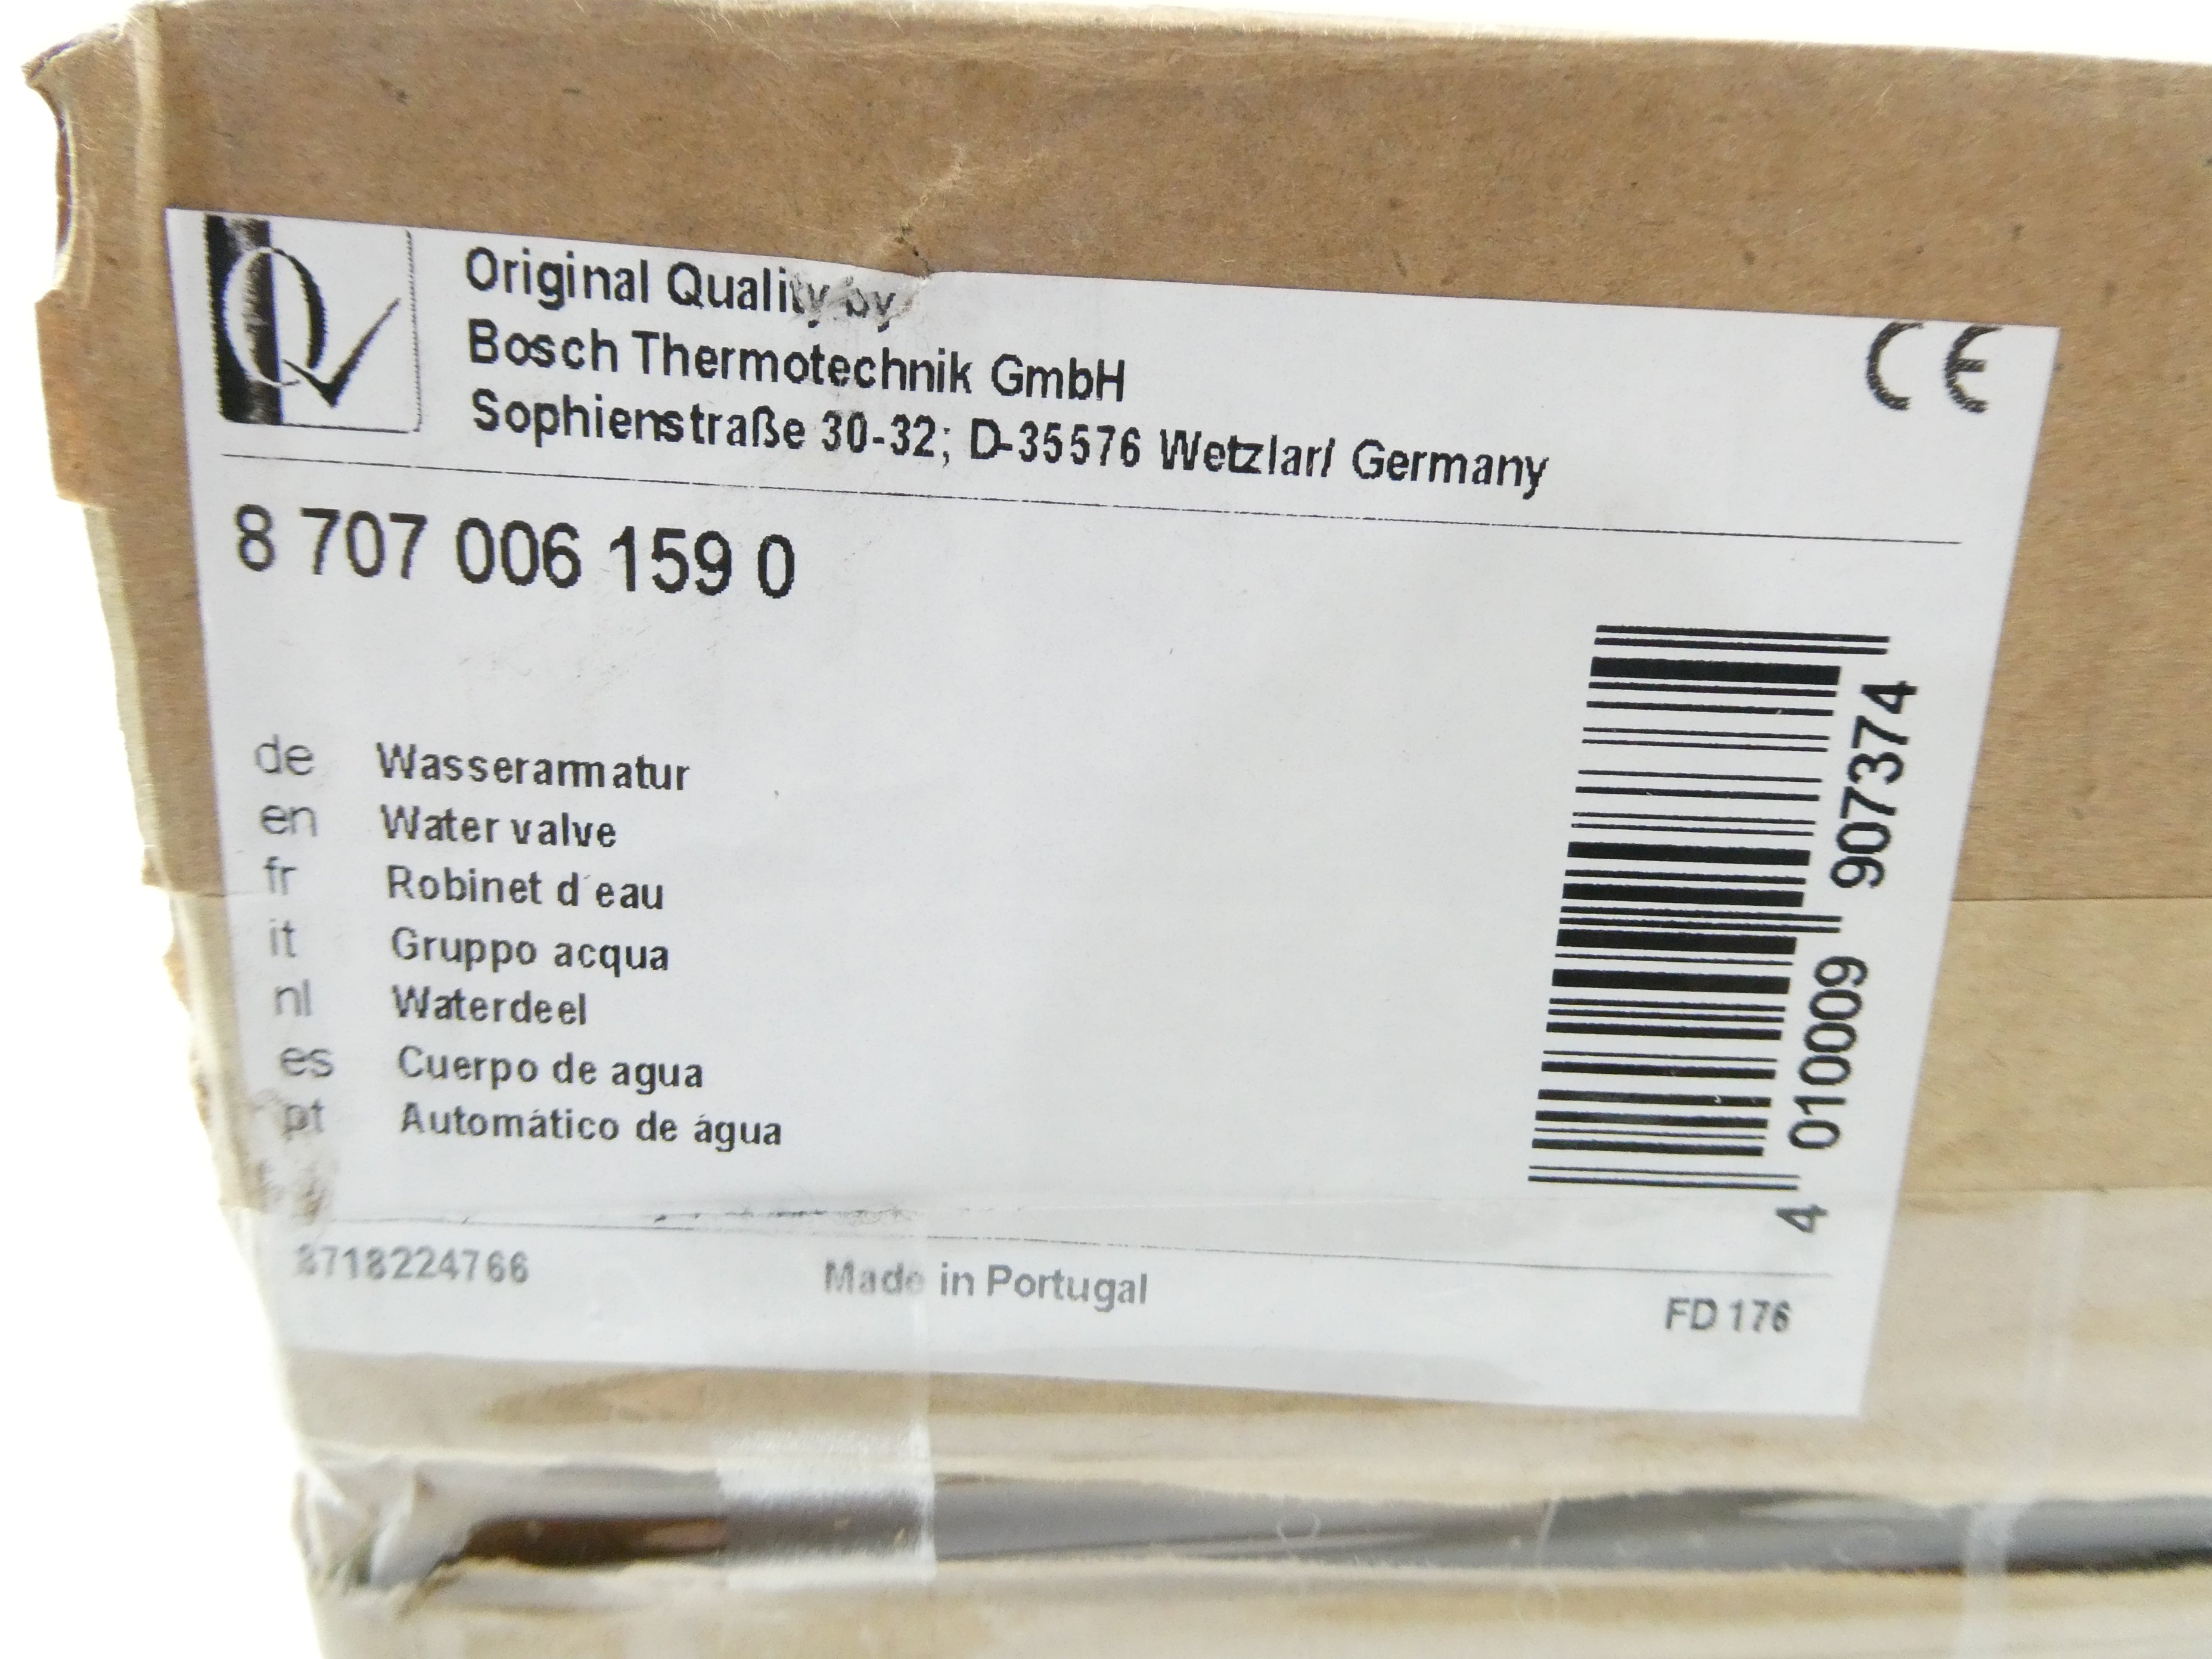 Original Quality by
Bosch Thermotechnik GmbH
Sophienstraße 30-32; D-35576 Wetzlar/ Germany
CE
8 707 006 159 0
de Wasserarmatur
en Water valve
fr Robinet d´eau
it Gruppo acqua
nl Waterdeel
es Cuerpo de agua
pt Automático de água
4 010009 907374
8718224766 Made in Portugal FD 176